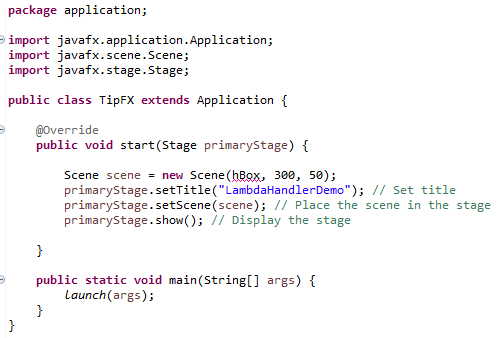 package application;
import javafx.application.Application;
import javafx.scene.Scene;
import javafx.stage.Stage;
public class TipFX extends Application {
@Override
public void start(Stage primaryStage) {
Scene scene = new Scene(hBox, 300, 50);
primaryStage.setTitle("LambdaHandlerDemo"); // Set title
primaryStage.setScene(scene); // Place the scene in the stage
primaryStage.show(); // Display the stage
}
public static void main(String[] args) {
launch(args);
}
}